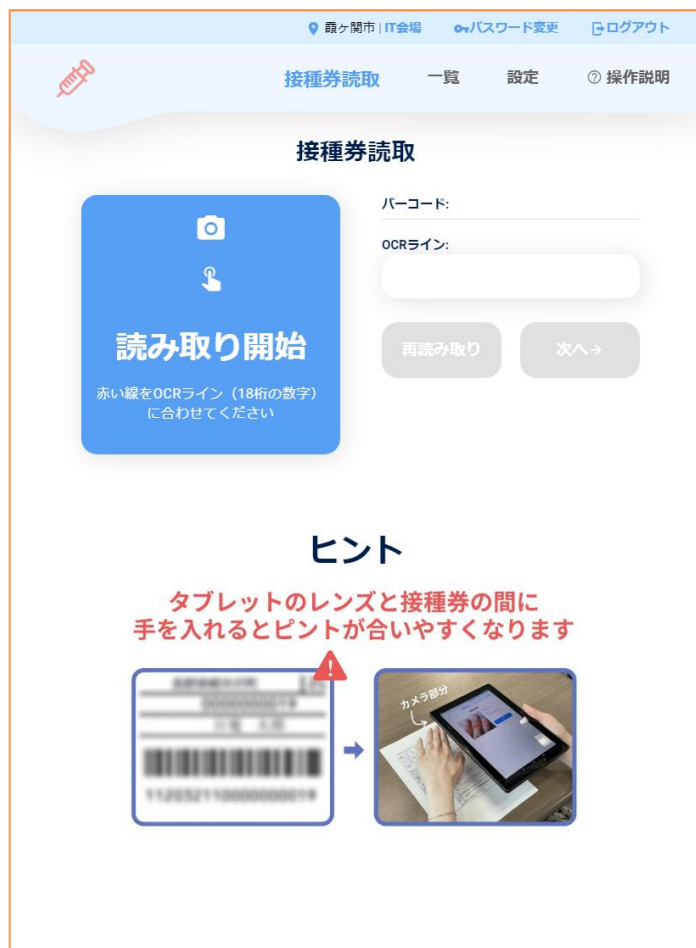 霞ヶ関市 | IT会場
パスワード変更
ログアウト
接種券読取
一覧
設定
操作説明
接種券読取
読み取り開始
赤い線をOCRライン（18桁の数字）
に合わせてください
バーコード:
OCRライン:
再読み取り
次へ→
ヒント
タブレットのレンズと接種券の間に
手を入れるとピントが合いやすくなります
0000000019
112032110000000019
カメラ部分